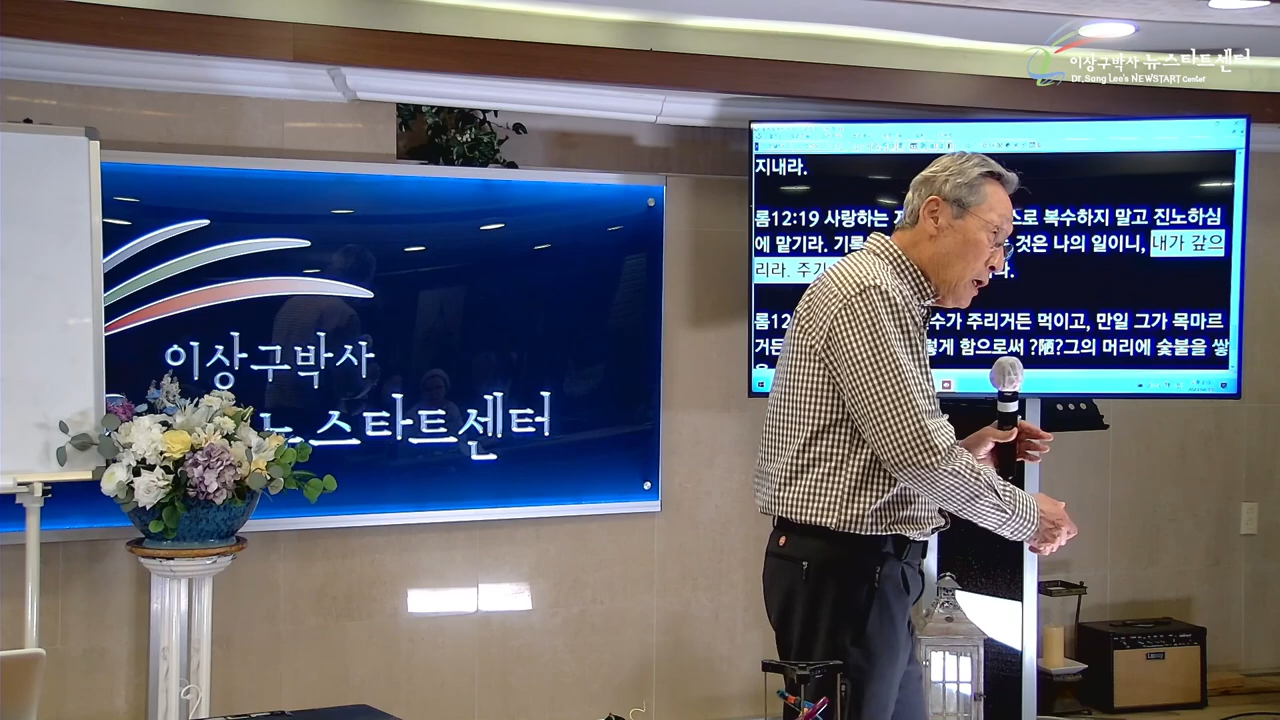 이상구박사 뉴스타트센터
Dr. Sang Lee's NEWSTART Center
지내라.
롬12:19 사랑하는 스로 복수하지 말고 진노하심
에 맡기라. 기록 것은 나의 일이니, 내가 갚으
리라. 주가
롬12 수가 주리거든 먹이고, 만일 그가 목마르
거든 렇게 함으로써 ?陋?그의 머리에 숯불을 쌓
이상구박사
뉴스타트센터
Laney